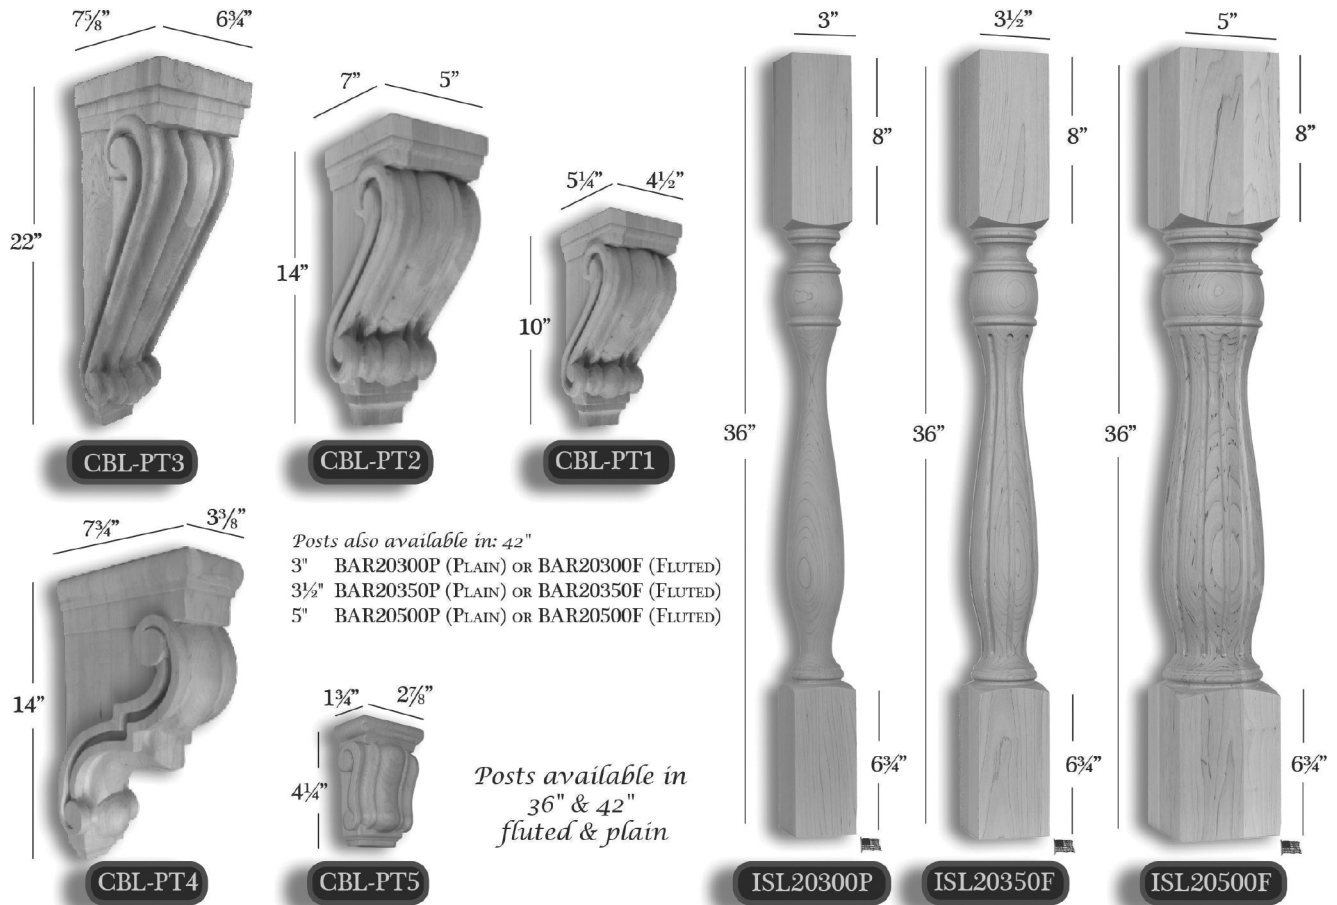 7⅝” 6¾”
22”
CBL-PT3
7” 5”
14”
CBL-PT2
5¼” 4½”
10”
CBL-PT1
7¾” 3⅜”
14”
CBL-PT4
Posts also available in: 42"
3" BAR20300P (Plain) or BAR20300F (Fluted)
3½" BAR20350P (Plain) or BAR20350F (Fluted)
5" BAR20500P (Plain) or BAR20500F (Fluted)
1¾” 2⅞”
4¼”
CBL-PT5
Posts available in
36" & 42"
fluted & plain
3”
8”
36”
6¾”
ISL20300P
3½”
8”
36”
6¾”
ISL20350F
5”
8”
36”
6¾”
ISL20500F